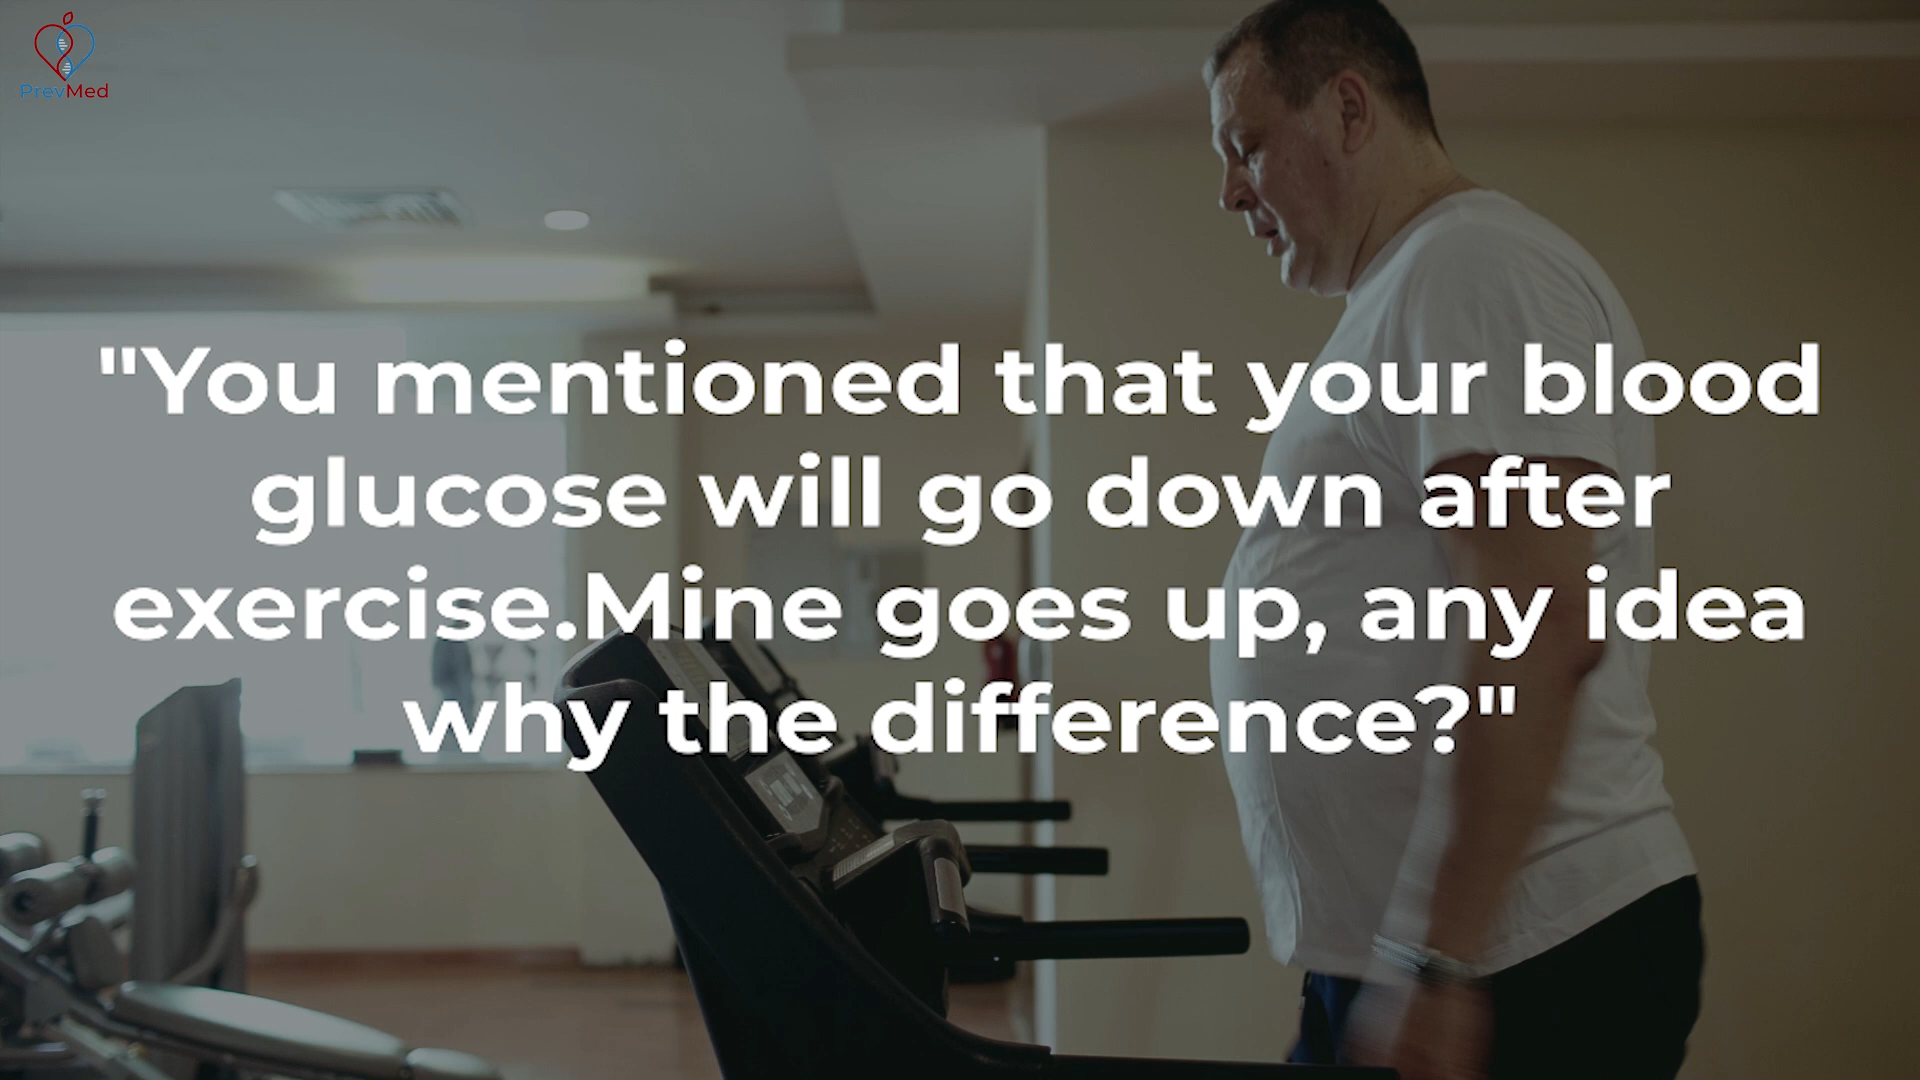 PrevMed
"You mentioned that your blood
glucose will go down after
exercise.Mine goes up, any idea
why the difference?"